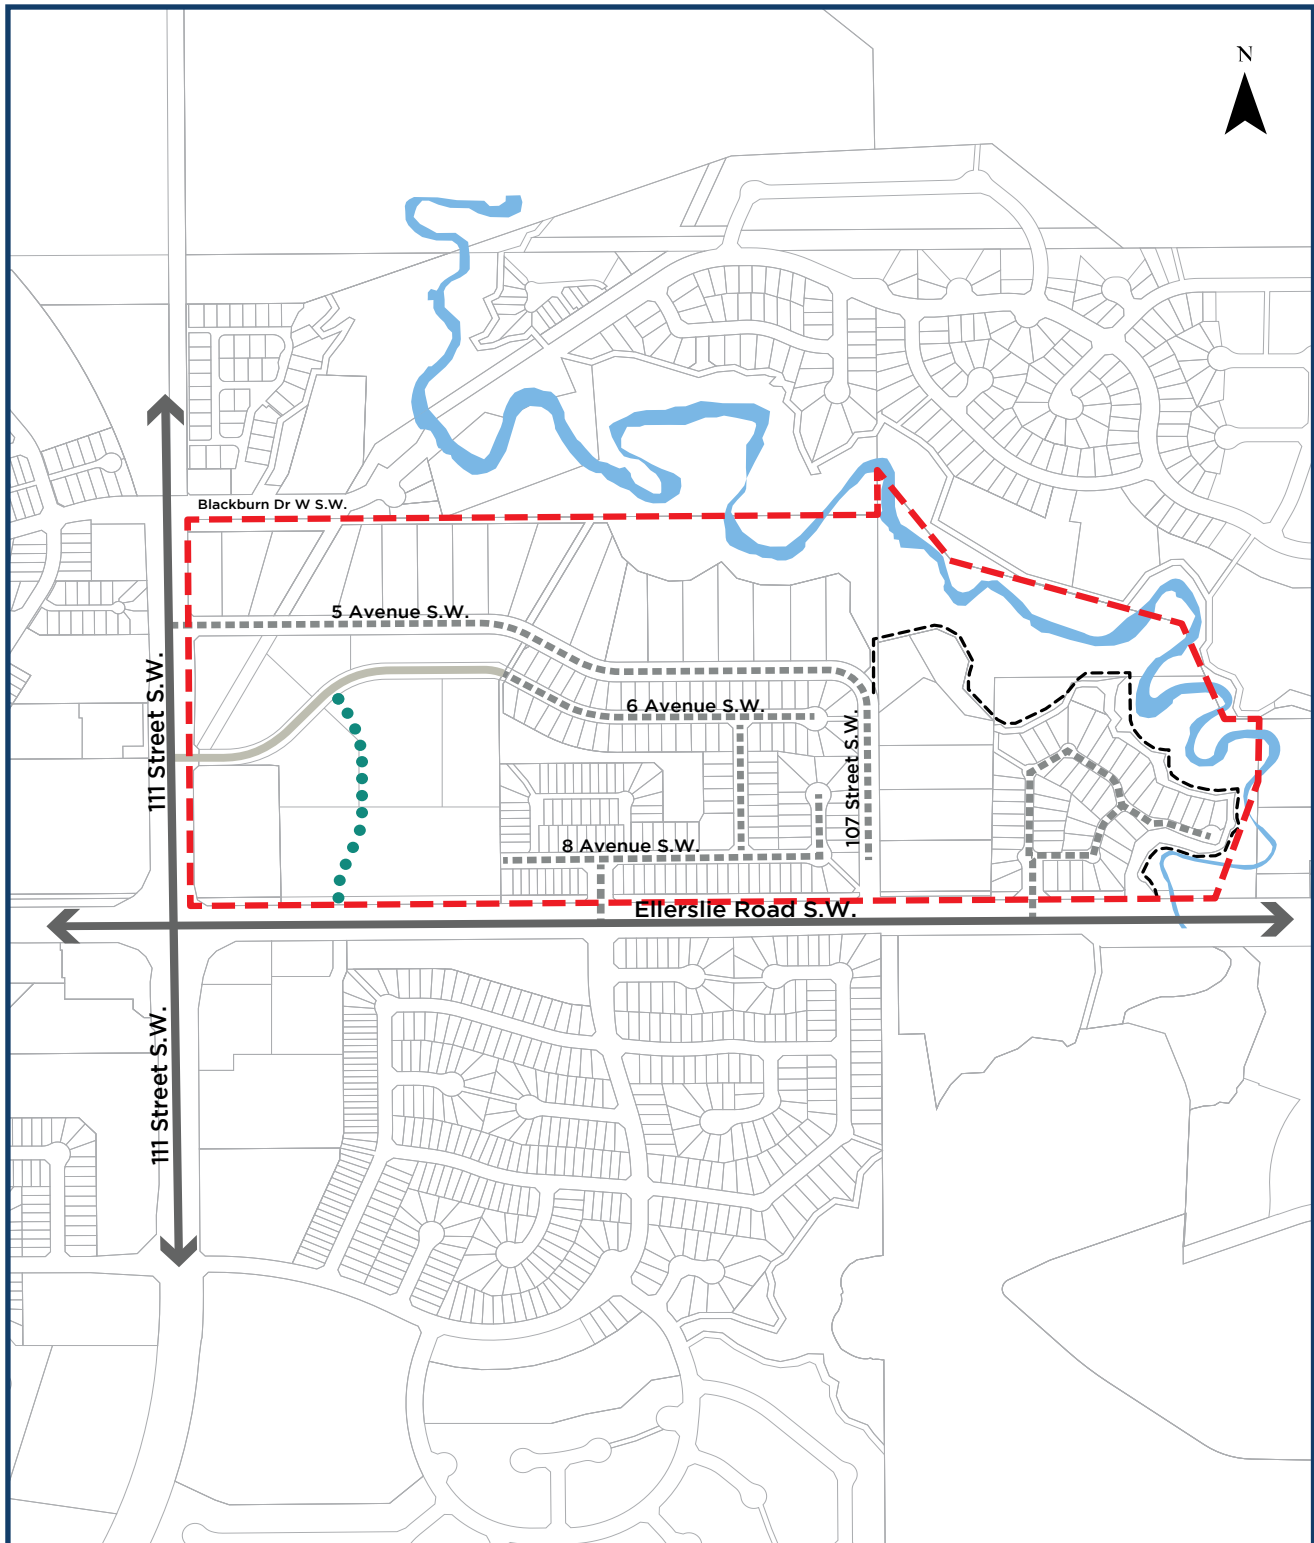 N
Blackburn Dr W S.W.
5 Avenue S.W.
111 Street S.W.
6 Avenue S.W.
107 Street S.W.
8 Avenue S.W.
Ellerslie Road S.W.
111 Street S.W.